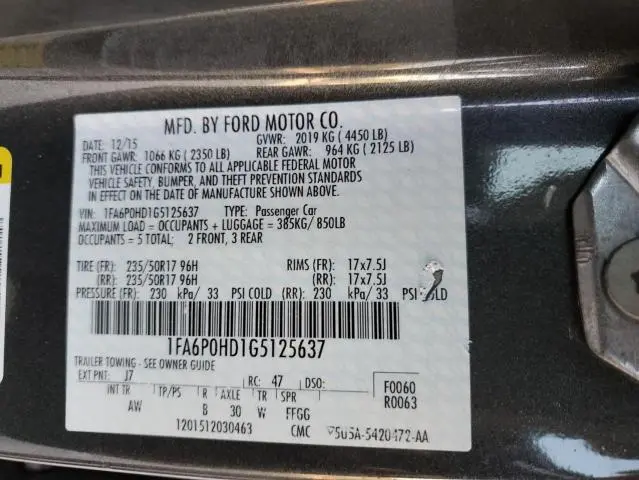 MFD. BY FORD MOTOR CO.
DATE: 12/15 GVWR: 2019 KG ( 4450 LB)
FRONT GAWR: 1066 KG ( 2350 LB) REAR GAWR: 964 KG ( 2125 LB)
THIS VEHICLE CONFORMS TO ALL APPLICABLE FEDERAL MOTOR
VEHICLE SAFETY, BUMPER, AND THEFT PREVENTION STANDARDS
IN EFFECT ON THE DATE OF MANUFACTURE SHOWN ABOVE.
VIN: 1FA6P0HD1G5125637 TYPE: Passenger Car
MAXIMUM LOAD = OCCUPANTS + LUGGAGE = 385KG/ 850LB
OCCUPANTS = 5 TOTAL; 2 FRONT, 3 REAR
TIRE (FR): 235/50R17 96H RIMS (FR): 17x7.5J
(RR): 235/50R17 96H (RR): 17x7.5J
PRESSURE (FR): 230 kPa/ 33 PSI COLD (RR): 230 kPa/ 33 PSI COLD
1FA6P0HD1G5125637
TRAILER TOWING - SEE OWNER GUIDE
EXT PNT: J7 RC: 47 DSO: F0060
INT TR TP/PS R AXLE TR SPR R0063
AW B 30 W FFGG
1201512030463 CMC 5U5A-5420472-AA